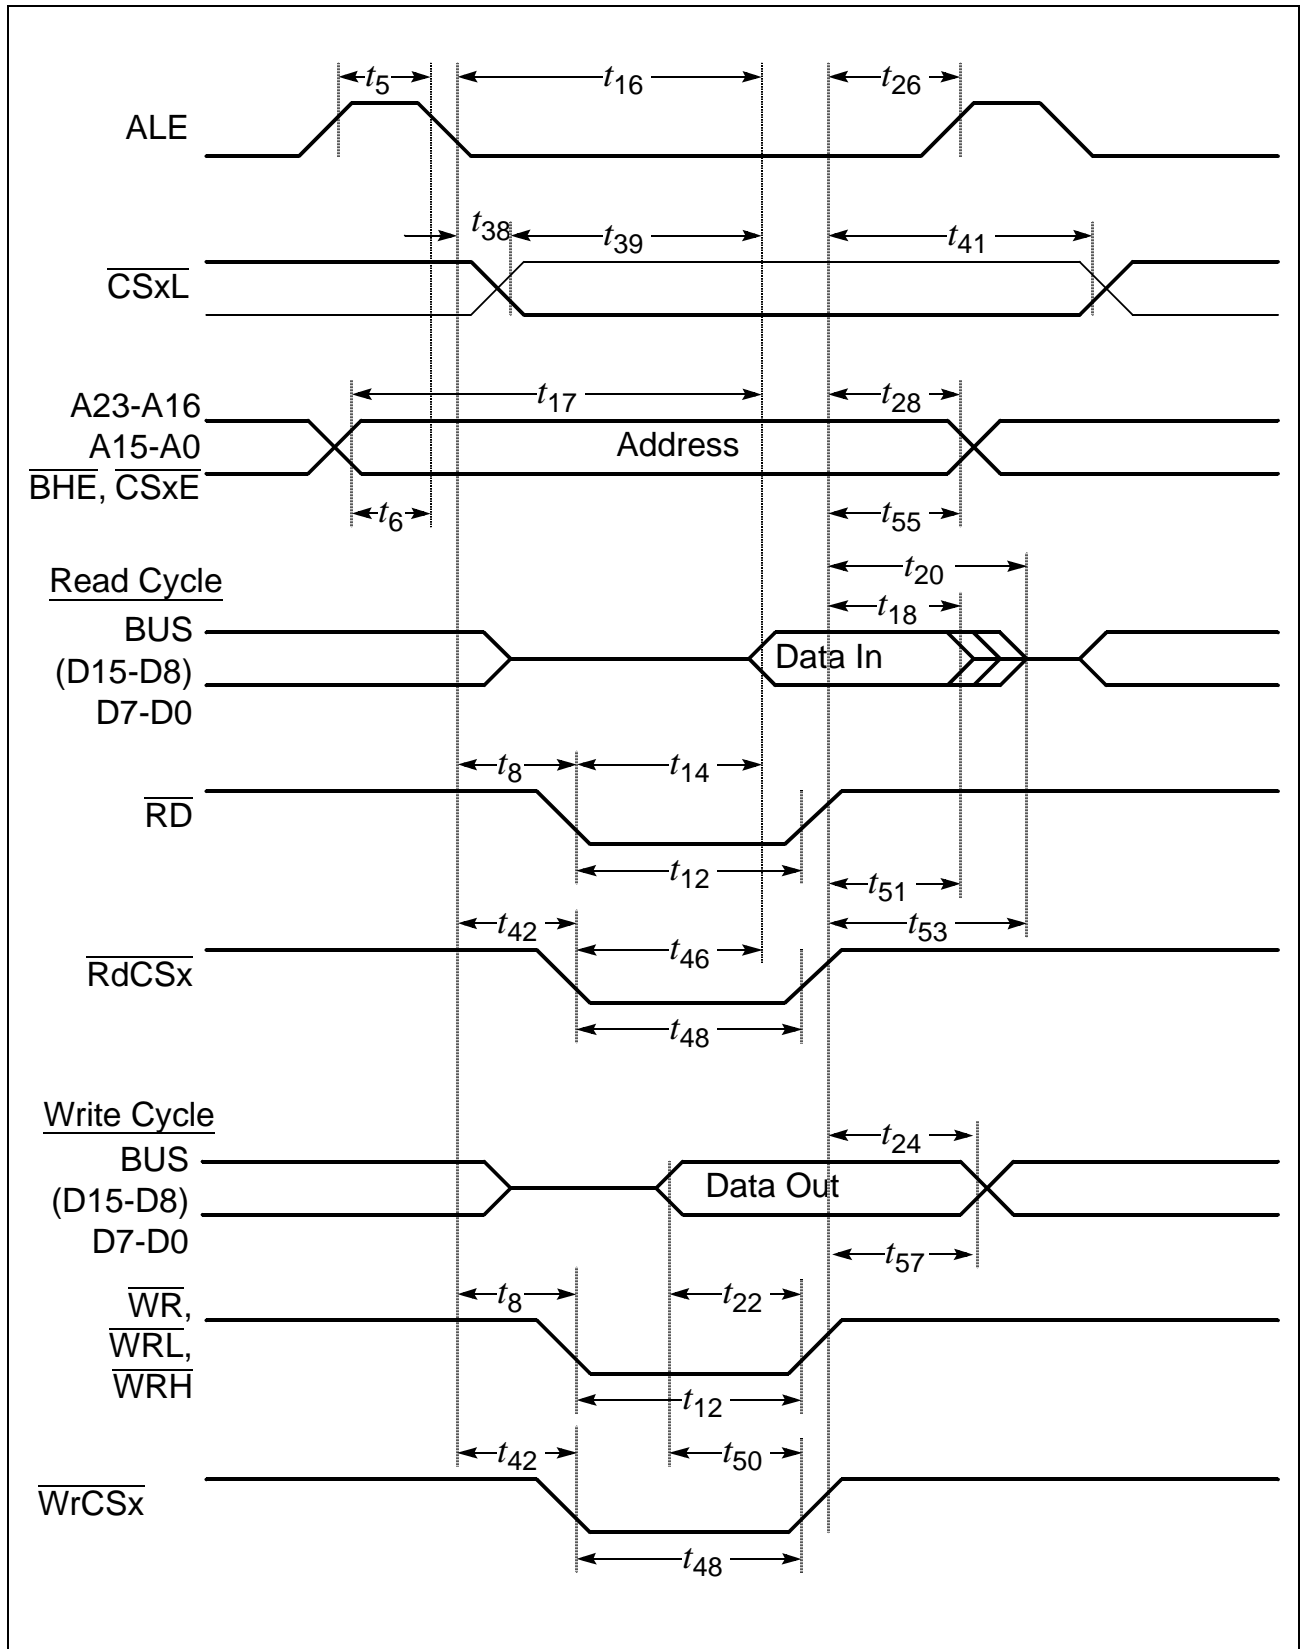 t5 t16 t26
ALE
t38 t39 t41
CSxL
t17 t28
A23-A16
A15-A0 Address
BHE, CSxE
t6 t55
t20
Read Cycle
t18
BUS
(D15-D8) Data In
D7-D0
t8 t14
RD
t12 t51
t42 t46 t53
RdCSx
t48
Write Cycle
t24
BUS
(D15-D8) Data Out
D7-D0
t57
t8 t22
WR,
WRL,
WRH
t12
t42 t50
WrCSx
t48